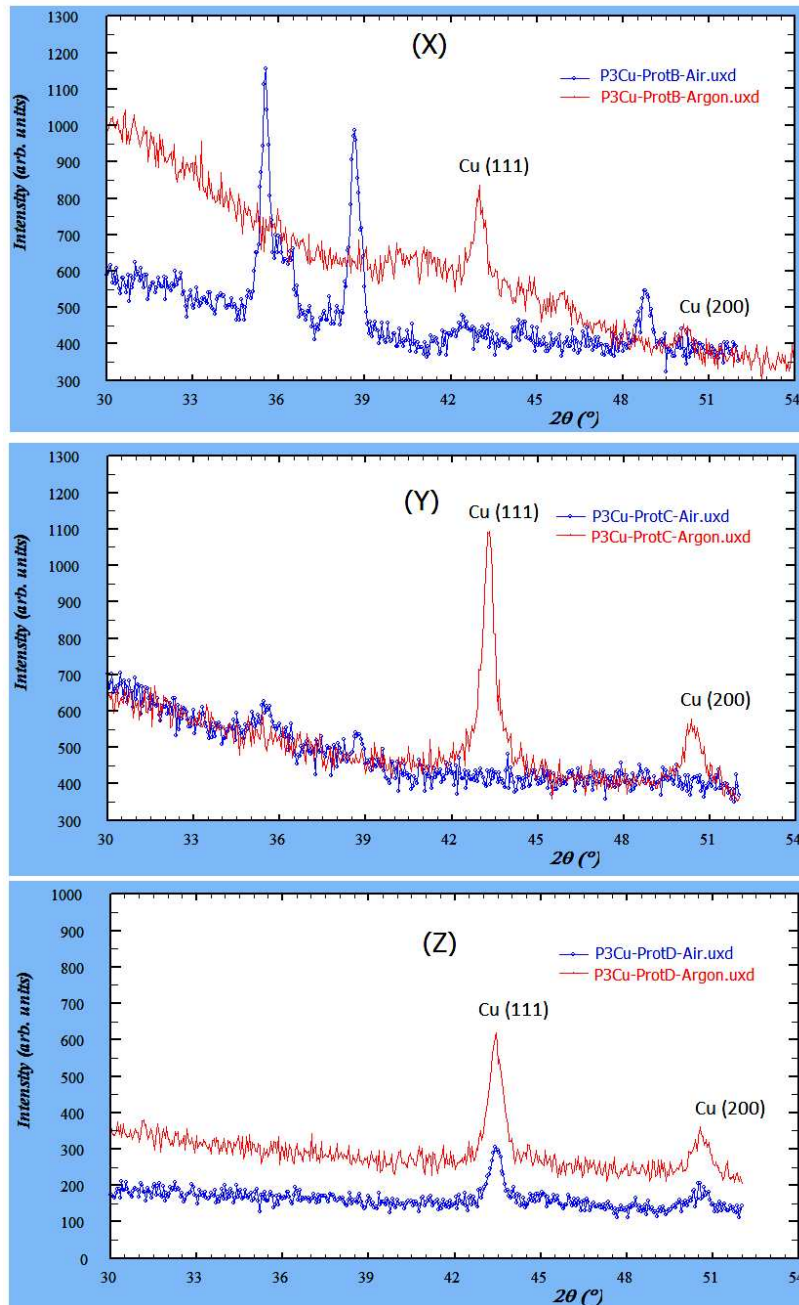 (X)
1300
1200
1100
1000
900
800
700
600
500
400
300
Intensity (arb. units)
P3Cu-ProtB-Air.uxd
P3Cu-ProtB-Argon.uxd
Cu (111)
Cu (200)
30 33 36 39 42 45 48 51 54
2θ (°)
(Y)
1300
1200
1100
1000
900
800
700
600
500
400
300
Intensity (arb. units)
Cu (111)
P3Cu-ProtC-Air.uxd
P3Cu-ProtC-Argon.uxd
Cu (200)
30 33 36 39 42 45 48 51 54
2θ (°)
(Z)
1000
900
800
700
600
500
400
300
200
100
0
Intensity (arb. units)
P3Cu-ProtD-Air.uxd
P3Cu-ProtD-Argon.uxd
Cu (111)
Cu (200)
30 33 36 39 42 45 48 51 54
2θ (°)